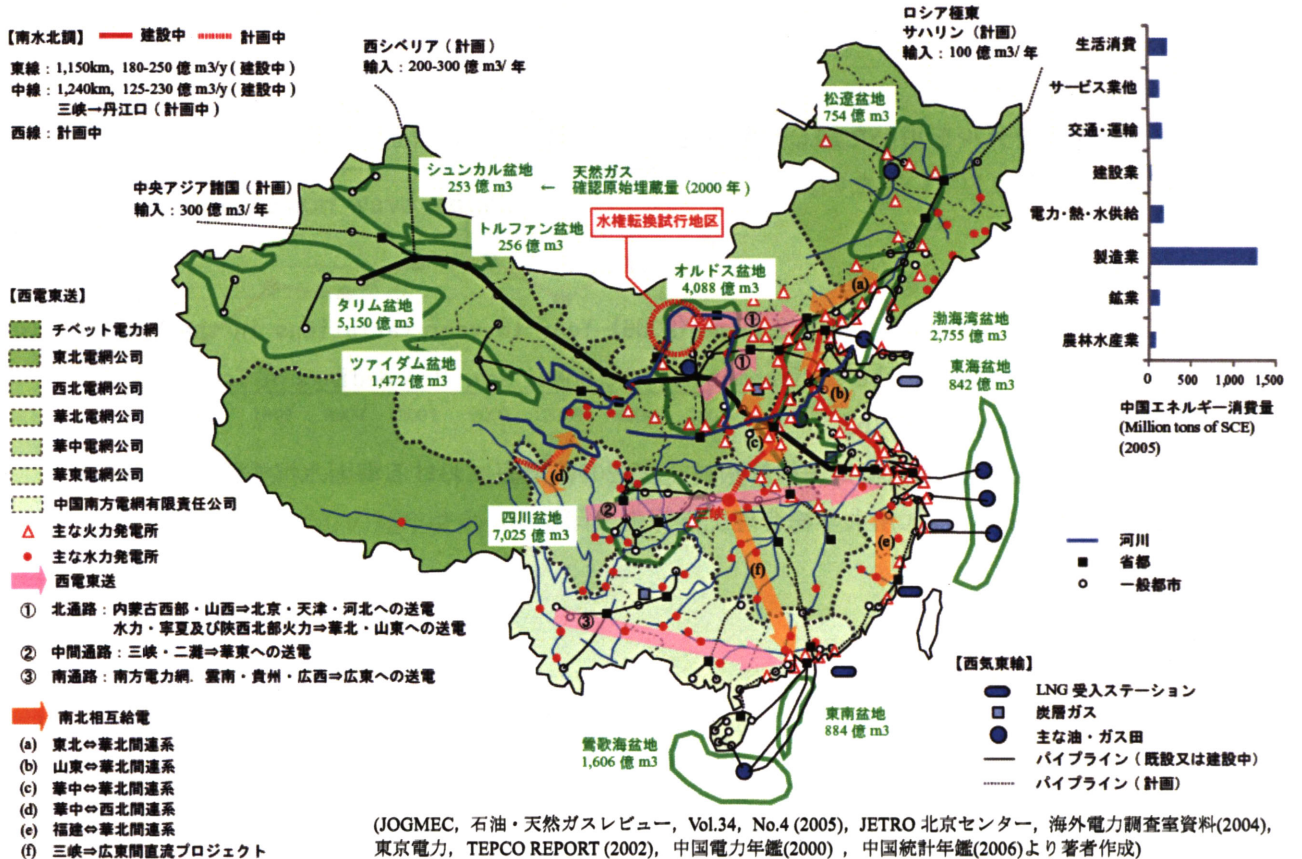 【南水北調】 建設中 計画中
東線：1,150km, 180-250 億 m3/y ( 建設中 )
中線：1,240km, 125-230 億 m3/y ( 建設中 )
三峡→丹江口 ( 計画中 )
西線：計画中
西シベリア ( 計画 )
輸入：200-300 億 m3/ 年
ロシア極東
サハリン ( 計画 )
輸入：100 億 m3/ 年
中央アジア諸国 ( 計画 )
輸入：300 億 m3/ 年
シュンカル盆地
253 億 m3
← 天然ガス
確認原始埋蔵量 (2000 年 )
トルファン盆地
256 億 m3
水権転換試行地区
松遼盆地
754 億 m3
オルドス盆地
4,088 億 m3
タリム盆地
5,150 億 m3
ツァイダム盆地
1,472 億 m3
渤海湾盆地
2,755 億 m3
東海盆地
842 億 m3
四川盆地
7,025 億 m3
三峡
東南盆地
884 億 m3
鶯歌海盆地
1,606 億 m3
①
①
②
③
(a)
(b)
(c)
(d)
(e)
(f)
生活消費
サービス業他
交通・運輸
建設業
電力・熱・水供給
製造業
鉱業
農林水産業
0 500 1,000 1,500
中国エネルギー消費量
(Million tons of SCE)
(2005)
【西電東送】
チベット電力網
東北電網公司
西北電網公司
華北電網公司
華中電網公司
華東電網公司
中国南方電網有限責任公司
主な火力発電所
主な水力発電所
西電東送
① 北通路：内蒙古西部・山西⇒北京・天津・河北への送電
水力・寧夏及び陝西北部火力⇒華北・山東への送電
② 中間通路：三峡・二灘⇒華東への送電
③ 南通路：南方電力網. 雲南・貴州・広西⇒広東への送電
南北相互給電
(a) 東北⇔華北間連系
(b) 山東⇔華北間連系
(c) 華中⇔華北間連系
(d) 華中⇔西北間連系
(e) 福建⇔華北間連系
(f) 三峡⇒広東間直流プロジェクト
河川
省都
一般都市
【西気東輸】
LNG 受入ステーション
炭層ガス
主な油・ガス田
パイプライン ( 既設又は建設中 )
パイプライン ( 計画 )
(JOGMEC, 石油・天然ガスレビュー, Vol.34, No.4 (2005), JETRO 北京センター, 海外電力調査室資料(2004),
東京電力, TEPCO REPORT (2002), 中国電力年鑑(2000) , 中国統計年鑑(2006)より著者作成)